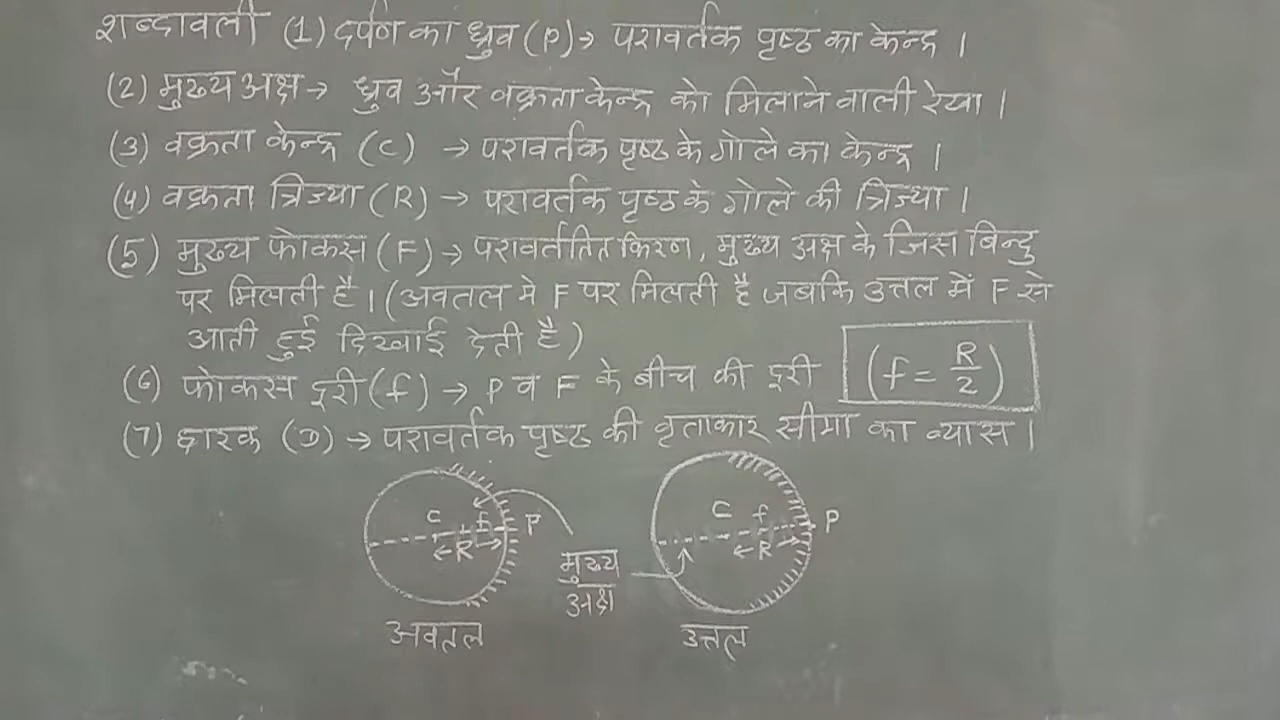 शब्दावली (1) दर्पण का ध्रुव (P) → परावर्तक पृष्ठ का केन्द्र ।
(2) मुख्य अक्ष → ध्रुव और वक्रता केन्द्र को मिलाने वाली रेखा ।
(3) वक्रता केन्द्र (C) → परावर्तक पृष्ठ के गोले का केन्द्र ।
(4) वक्रता त्रिज्या (R) → परावर्तक पृष्ठ के गोले की त्रिज्या ।
(5) मुख्य फोकस (F) → परावर्ततित किरण, मुख्य अक्ष के जिस बिन्दु
पर मिलती है । (अवतल मे F पर मिलती है जबकि उत्तल में F से
आती हुई दिखाई देती है)
(6) फोकस दूरी (f) → P व F के बीच की दूरी (f = R/2)
(7) द्वारक (D) → परावर्तक पृष्ठ की वृताकार सीमा का व्यास ।
C f P
R
C f P
R
मुख्य
अक्ष
अवतल
उत्तल